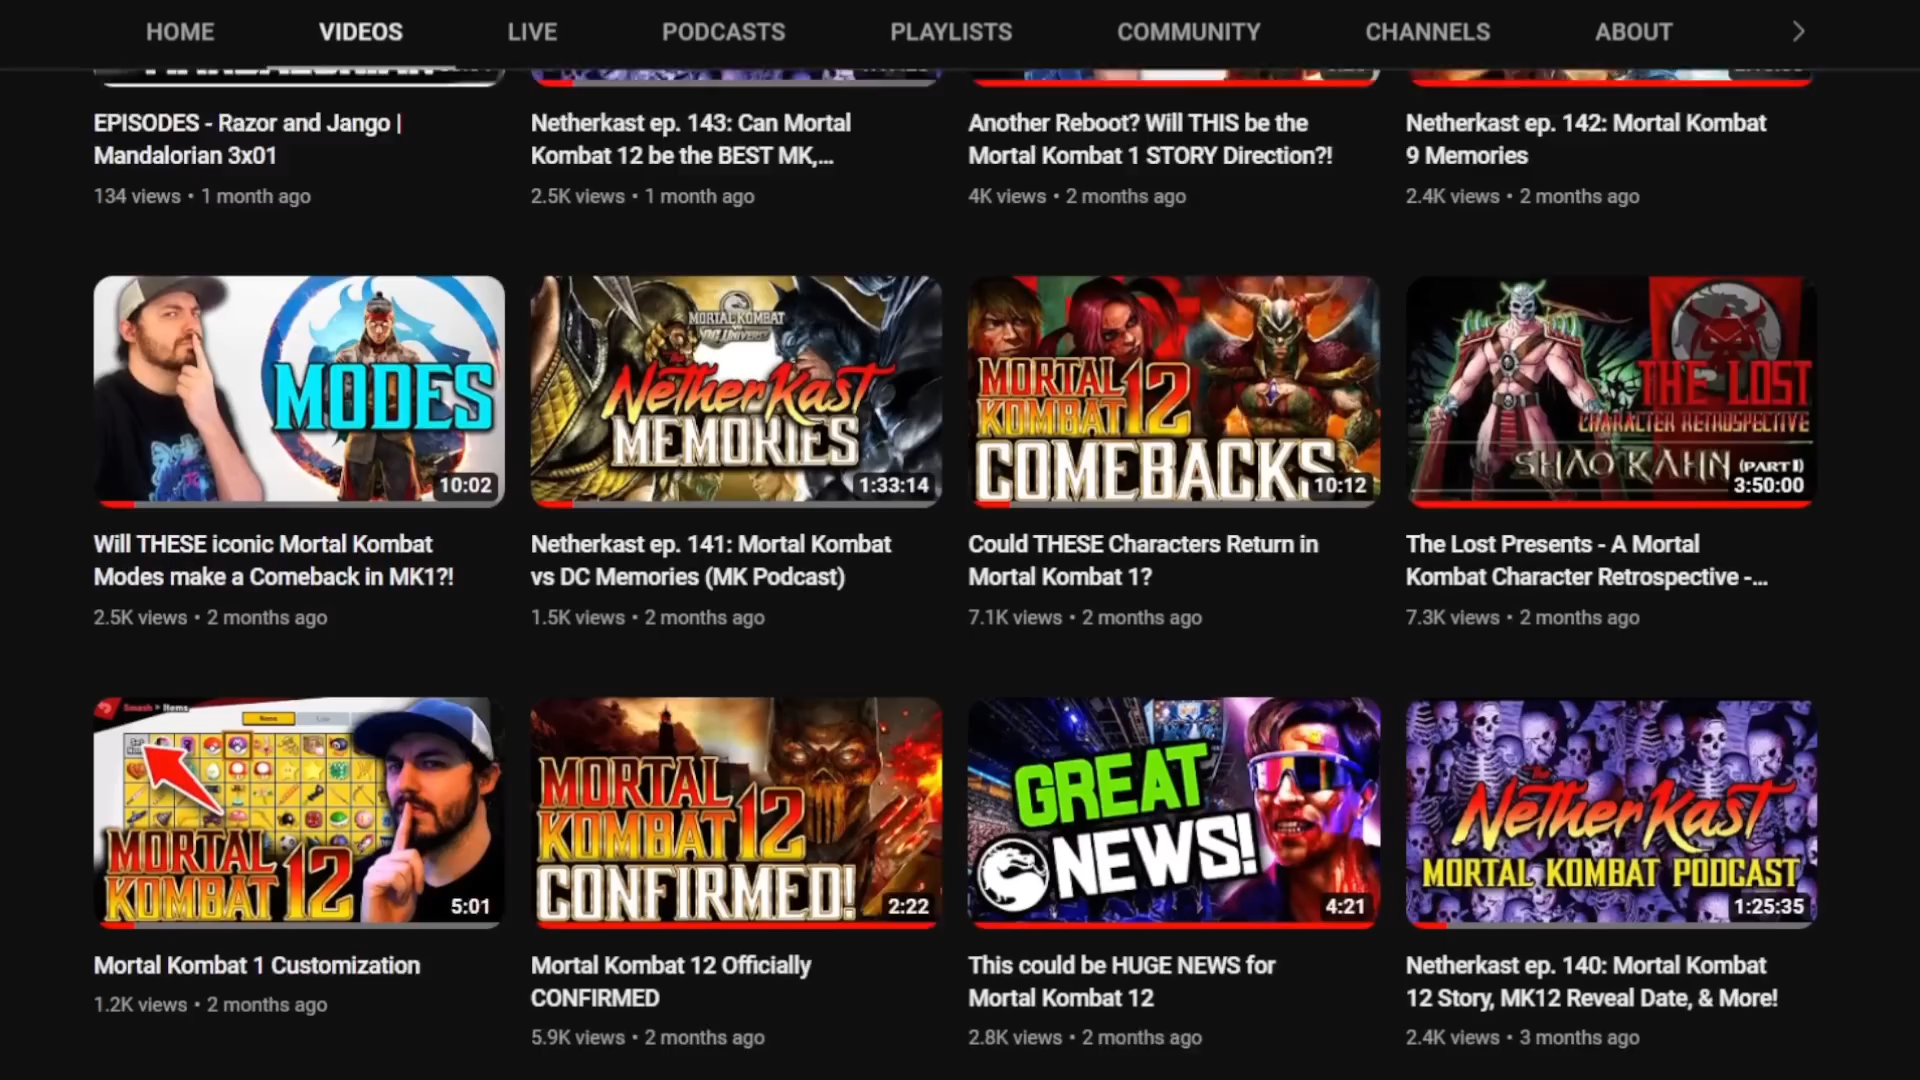 HOME VIDEOS LIVE PODCASTS PLAYLISTS COMMUNITY CHANNELS ABOUT
EPISODES - Razor and Jango |
Mandalorian 3x01
134 views • 1 month ago
Netherkast ep. 143: Can Mortal
Kombat 12 be the BEST MK,...
2.5K views • 1 month ago
Another Reboot? Will THIS be the
Mortal Kombat 1 STORY Direction?!
4K views • 2 months ago
Netherkast ep. 142: Mortal Kombat
9 Memories
2.4K views • 2 months ago
MODES
10:02
Will THESE iconic Mortal Kombat
Modes make a Comeback in MK1?!
2.5K views • 2 months ago
MORTAL KOMBAT
VS
DC UNIVERSE
The
NetherKast
MEMORIES
1:33:14
Netherkast ep. 141: Mortal Kombat
vs DC Memories (MK Podcast)
1.5K views • 2 months ago
MORTAL
KOMBAT 12
COMEBACKS
10:12
Could THESE Characters Return in
Mortal Kombat 1?
7.1K views • 2 months ago
THE LOST
CHARACTER RETROSPECTIVE
SHAO KAHN (PART I)
3:50:00
The Lost Presents - A Mortal
Kombat Character Retrospective -...
7.3K views • 2 months ago
Smash > Items
MORTAL
KOMBAT 12
5:01
Mortal Kombat 1 Customization
1.2K views • 2 months ago
MORTAL
KOMBAT 12
CONFIRMED!
2:22
Mortal Kombat 12 Officially
CONFIRMED
5.9K views • 2 months ago
GREAT
NEWS!
4:21
This could be HUGE NEWS for
Mortal Kombat 12
2.8K views • 2 months ago
The
NetherKast
MORTAL KOMBAT PODCAST
1:25:35
Netherkast ep. 140: Mortal Kombat
12 Story, MK12 Reveal Date, & More!
2.4K views • 3 months ago